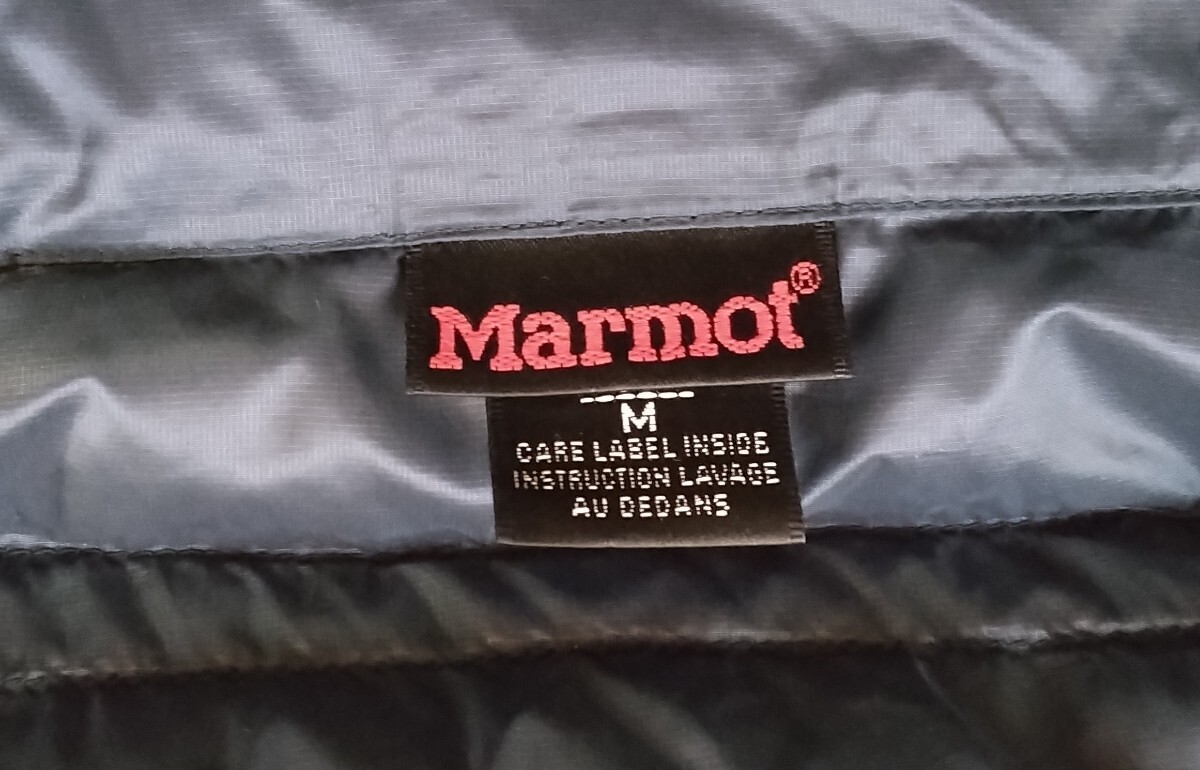 Marmot®
M
CARE LABEL INSIDE
INSTRUCTION LAVAGE
AU DEDANS